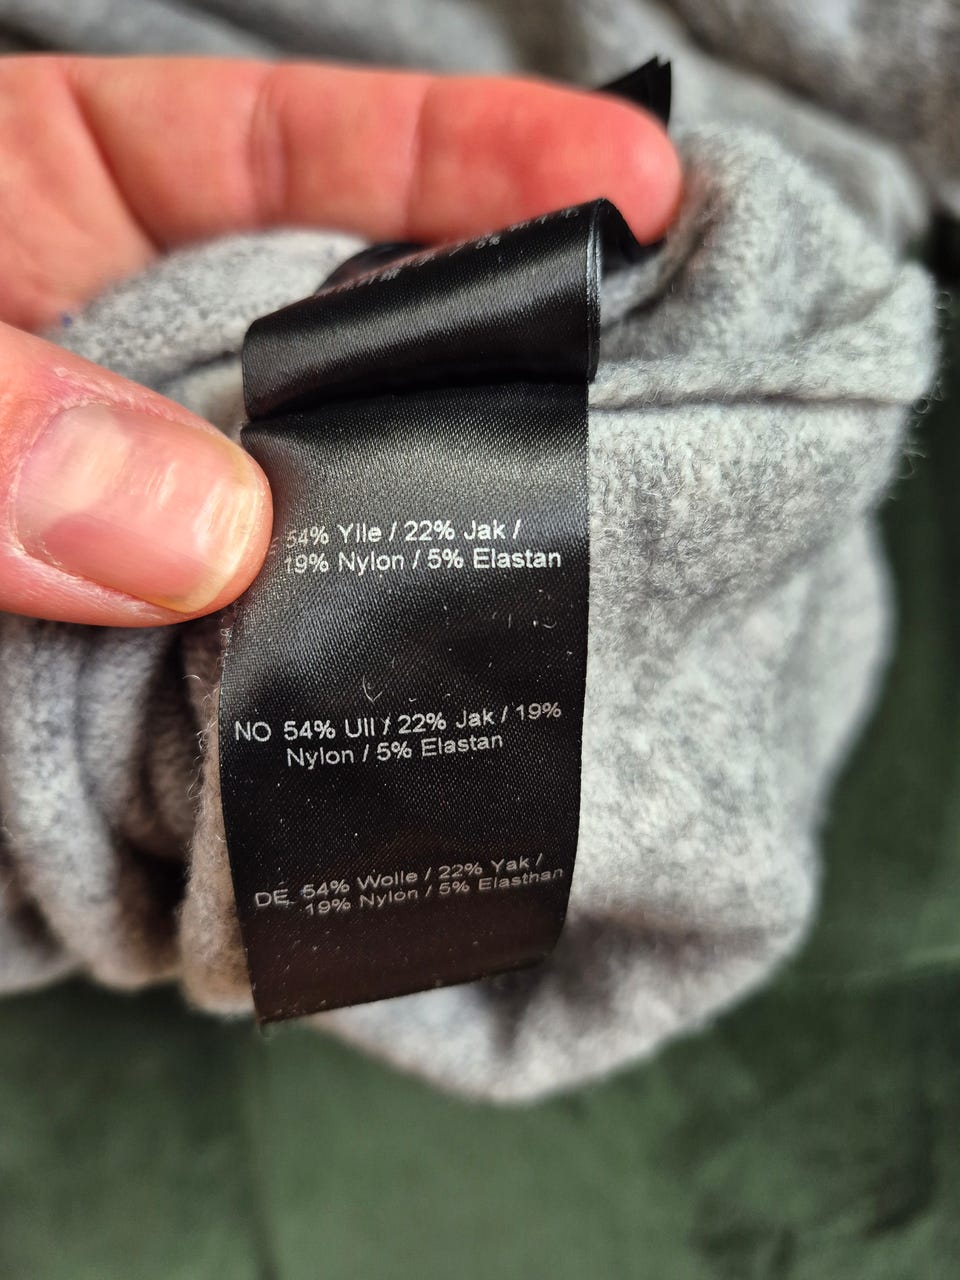 54% Ylle / 22% Jak /
19% Nylon / 5% Elastan
NO 54% Ull / 22% Jak / 19%
Nylon / 5% Elastan
DE 54% Wolle / 22% Yak /
19% Nylon / 5% Elasthan